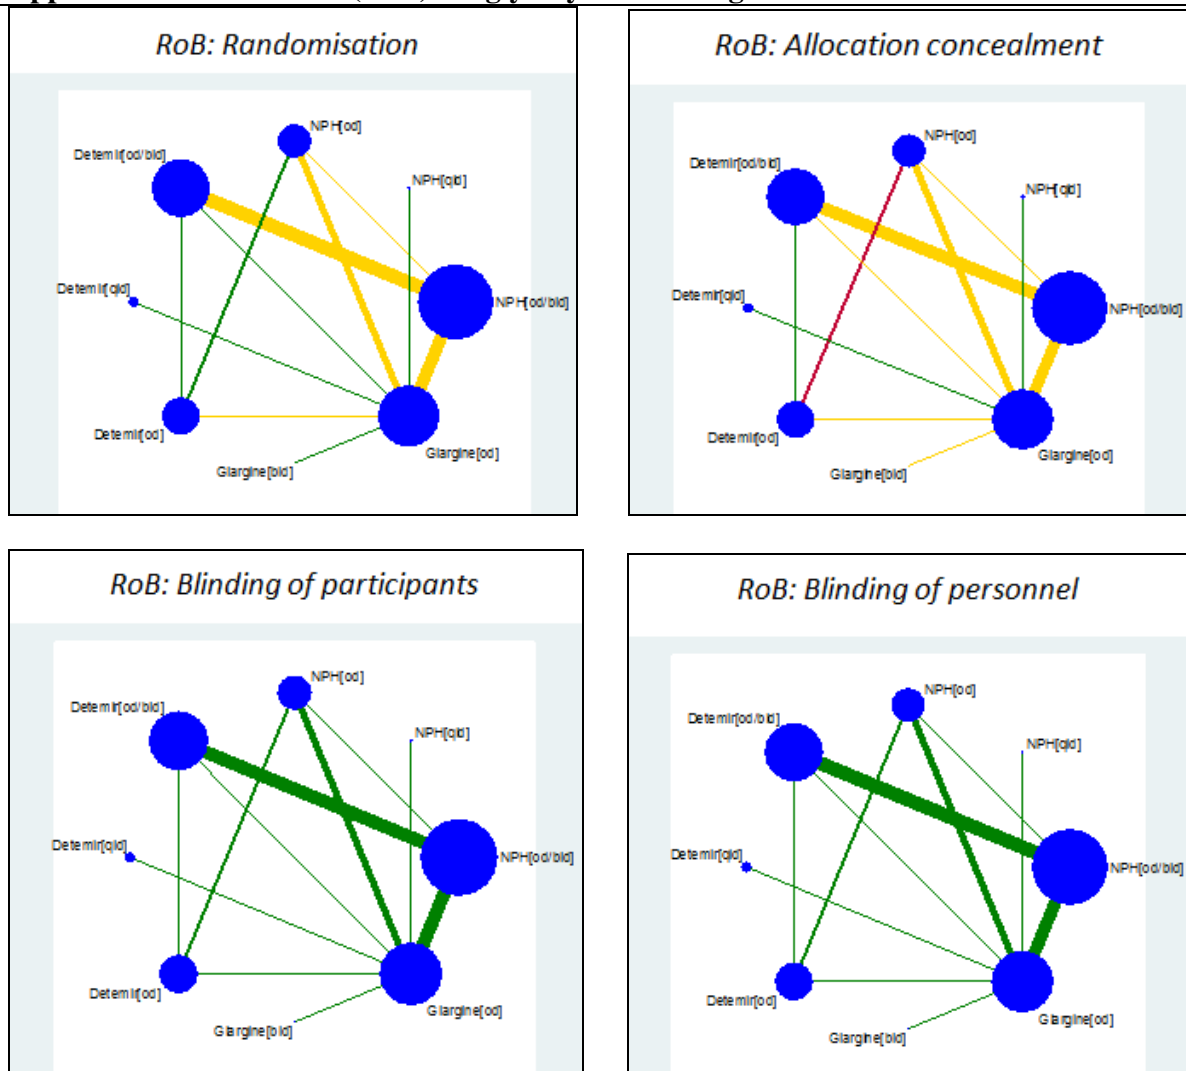 RoB: Randomisation
NPH[od]
Detemir[od/bid]
NPH[qid]
Detemir[qid]
NPH[od/bid]
Detemir[od]
Glargine[od]
Glargine[bid]
RoB: Allocation concealment
NPH[od]
Detemir[od/bid]
NPH[qid]
Detemir[qid]
NPH[od/bid]
Detemir[od]
Glargine[od]
Glargine[bid]
RoB: Blinding of participants
NPH[od]
Detemir[od/bid]
NPH[qid]
Detemir[qid]
NPH[od/bid]
Detemir[od]
Glargine[od]
Glargine[bid]
RoB: Blinding of personnel
NPH[od]
Detemir[od/bid]
NPH[qid]
Detemir[qid]
NPH[od/bid]
Detemir[od]
Glargine[od]
Glargine[bid]